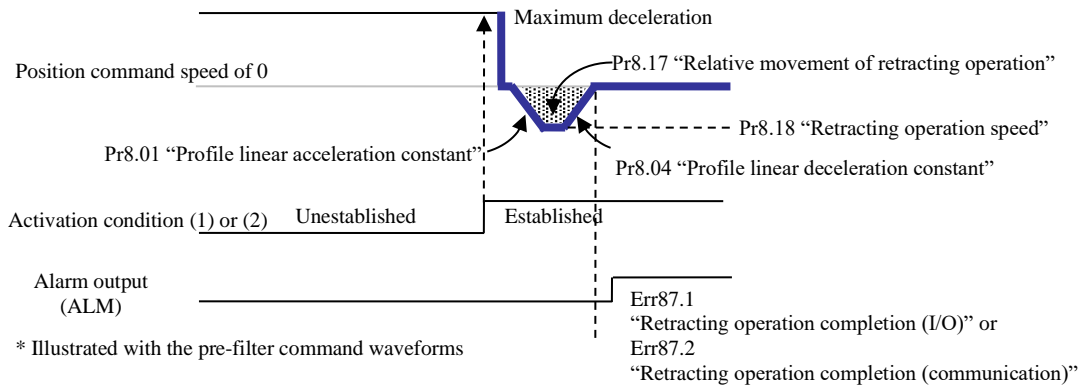 Maximum deceleration
Position command speed of 0
Pr8.17 “Relative movement of retracting operation”
Pr8.18 “Retracting operation speed”
Pr8.01 “Profile linear acceleration constant”
Pr8.04 “Profile linear deceleration constant”
Activation condition (1) or (2)
Unestablished
Established
Alarm output
(ALM)
Err87.1
“Retracting operation completion (I/O)” or
Err87.2
“Retracting operation completion (communication)”
* Illustrated with the pre-filter command waveforms